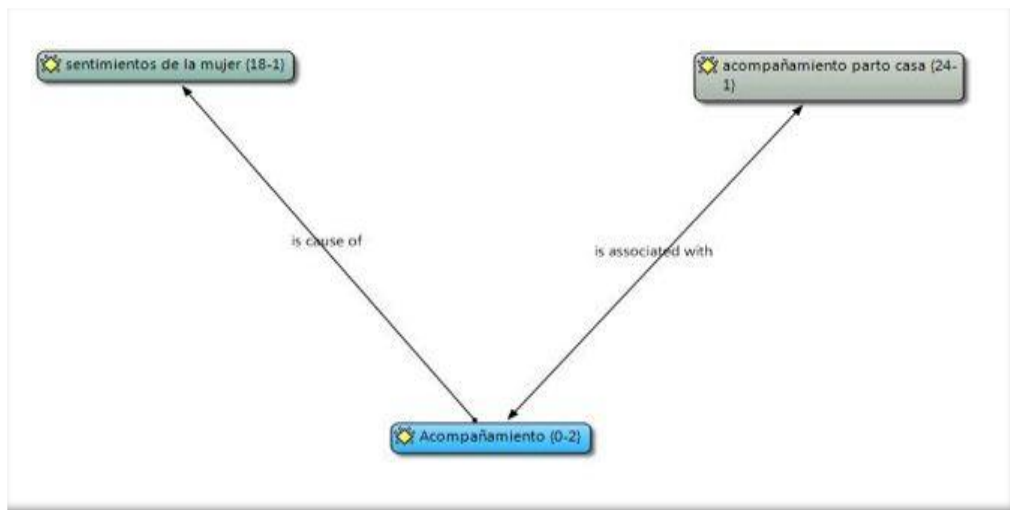 sentimientos de la mujer (18-1)
acompañamiento parto casa (24-
1)
is cause of
is associated with
Acompañamiento (0-2)